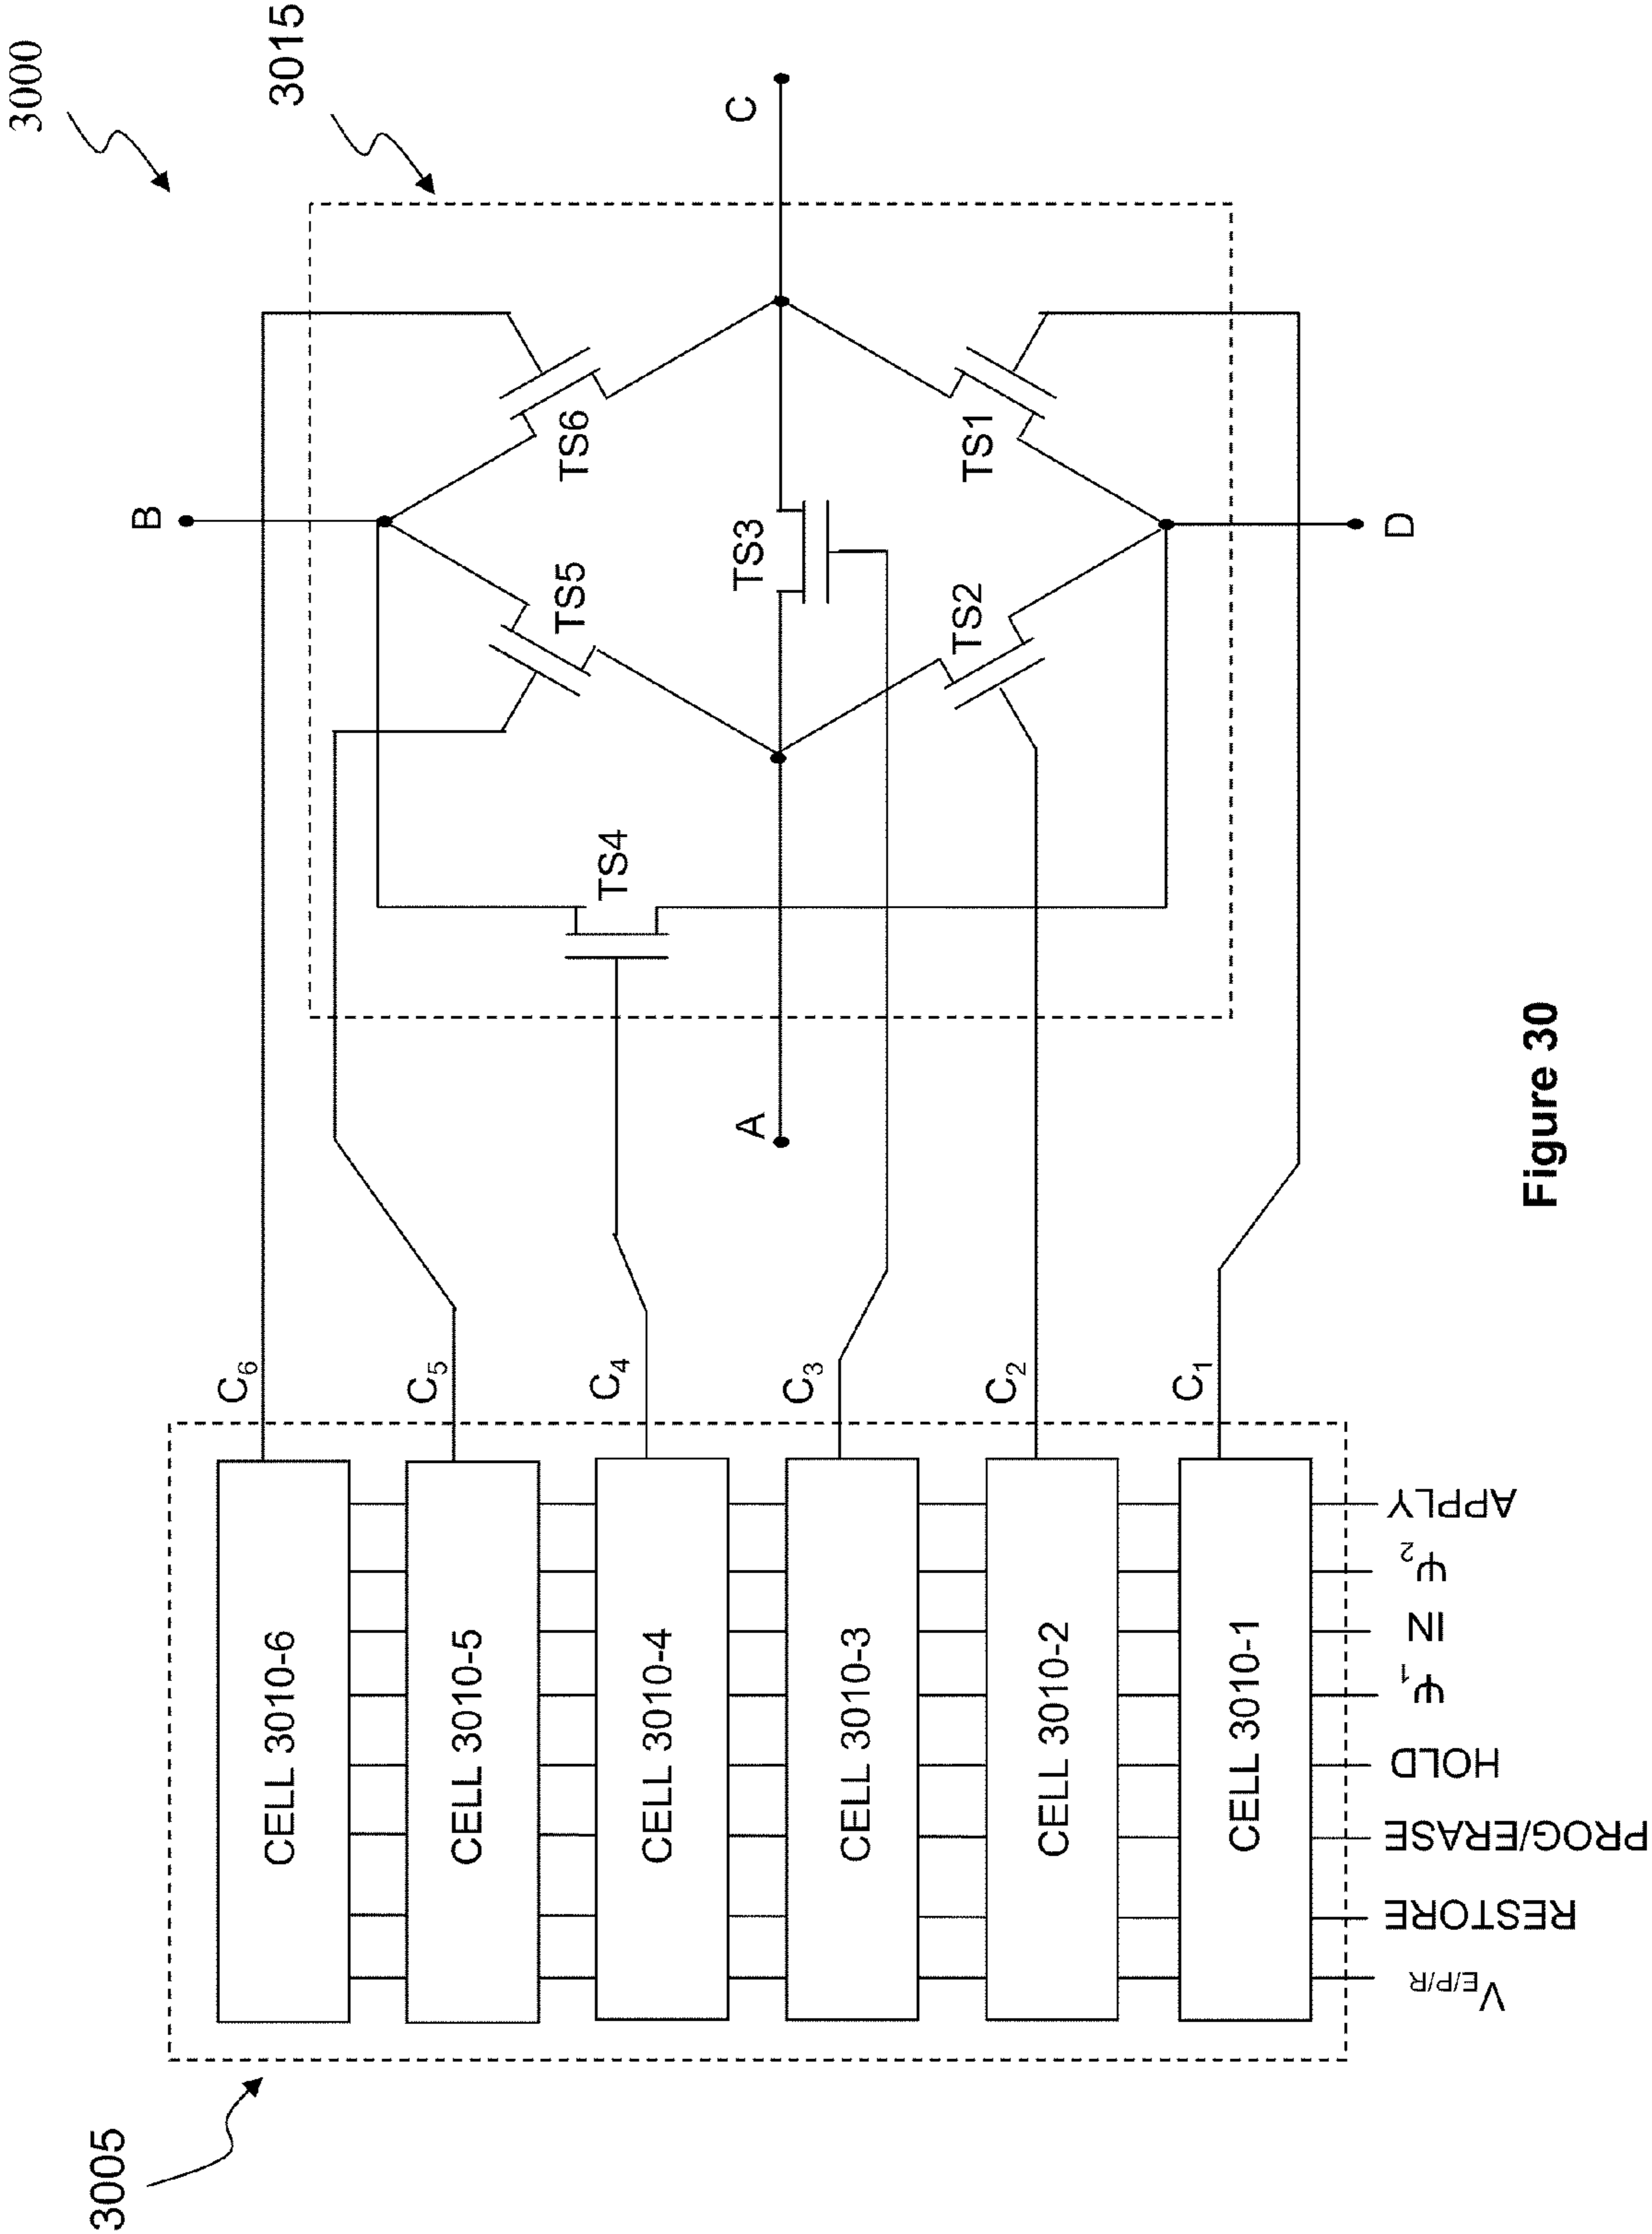 3000
3015
3005
B
C
A
D
C6
C5
C4
C3
C2
C1
TS6
TS5
TS4
TS3
TS2
TS1
CELL 3010-6
CELL 3010-5
CELL 3010-4
CELL 3010-3
CELL 3010-2
CELL 3010-1
VE/P/R
RESTORE
PROG/ERASE
HOLD
Ψ1
IN
Ψ2
APPLY
Figure 30